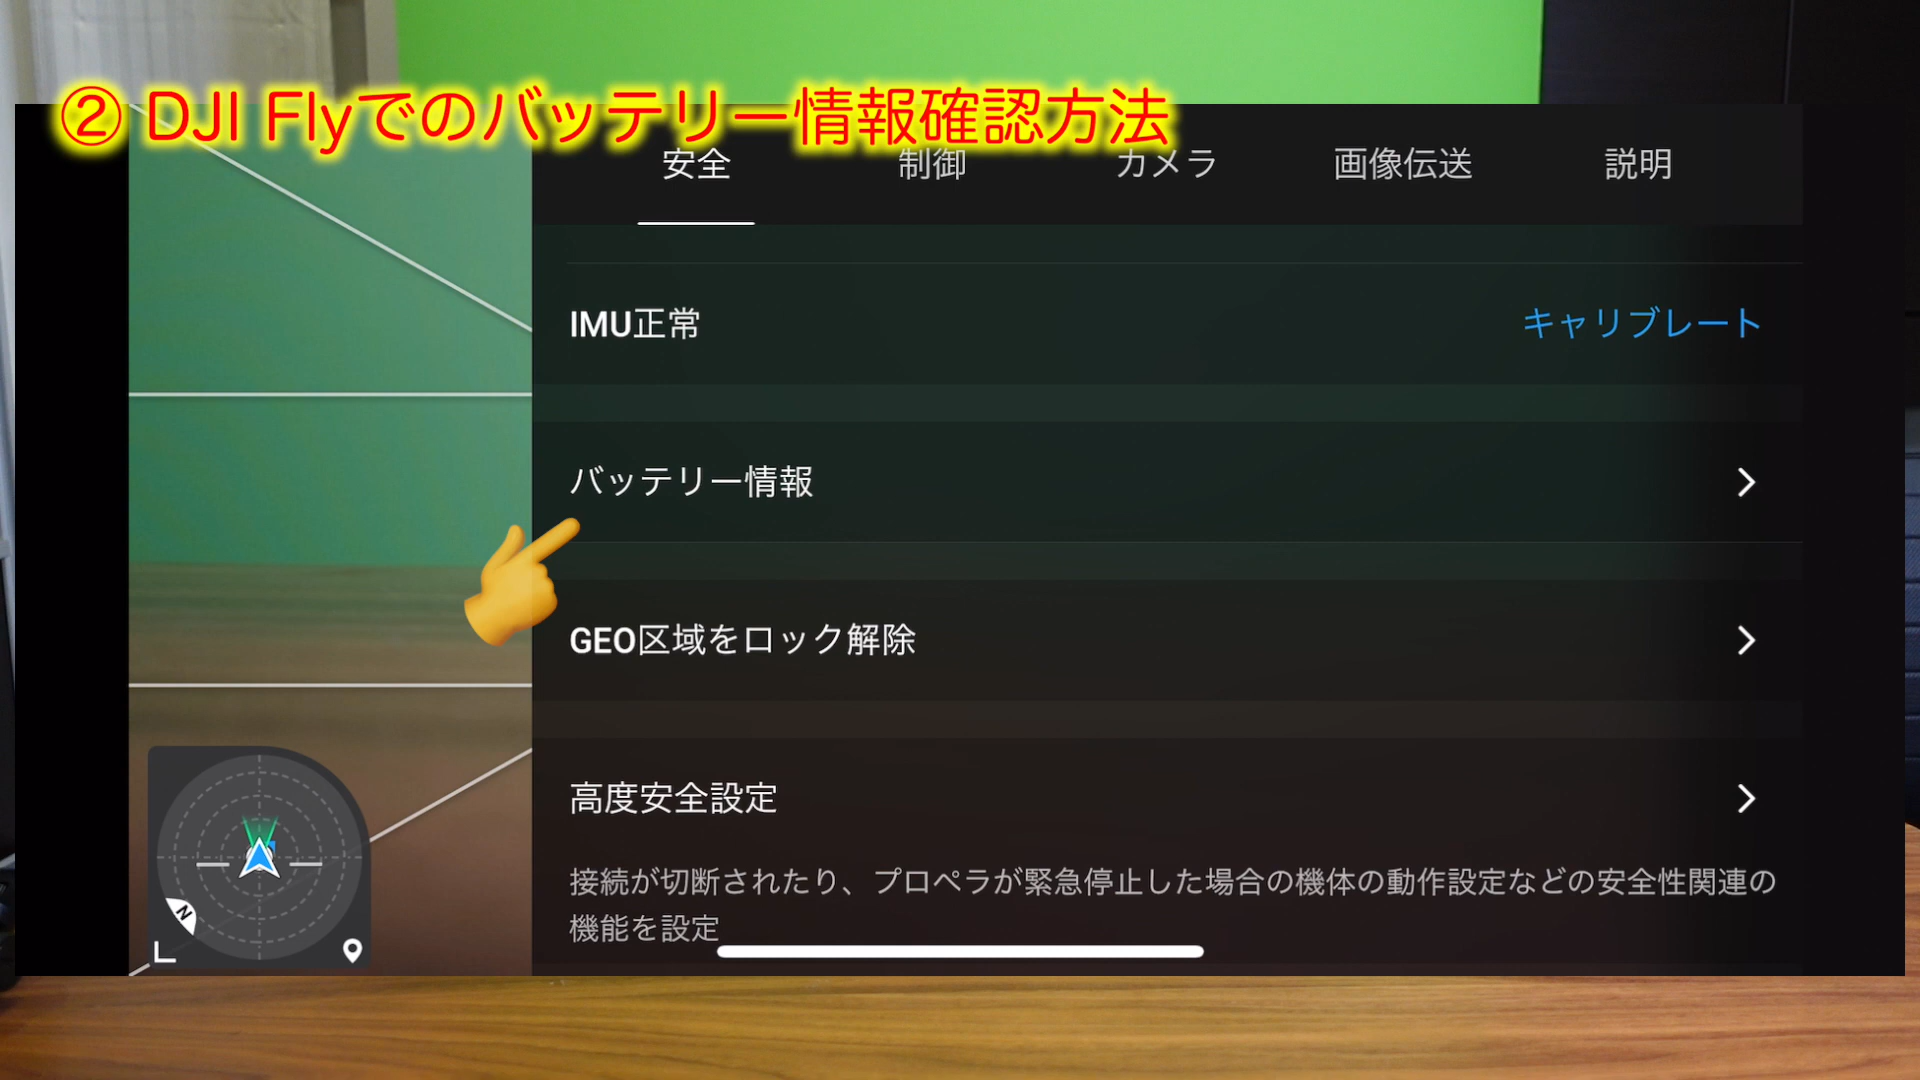 ② DJI Flyでのバッテリー情報確認方法
安全 制御 カメラ 画像伝送 説明
IMU正常 キャリブレート
バッテリー情報
GEO区域をロック解除
高度安全設定
接続が切断されたり、プロペラが緊急停止した場合の機体の動作設定などの安全性関連の
機能を設定
N